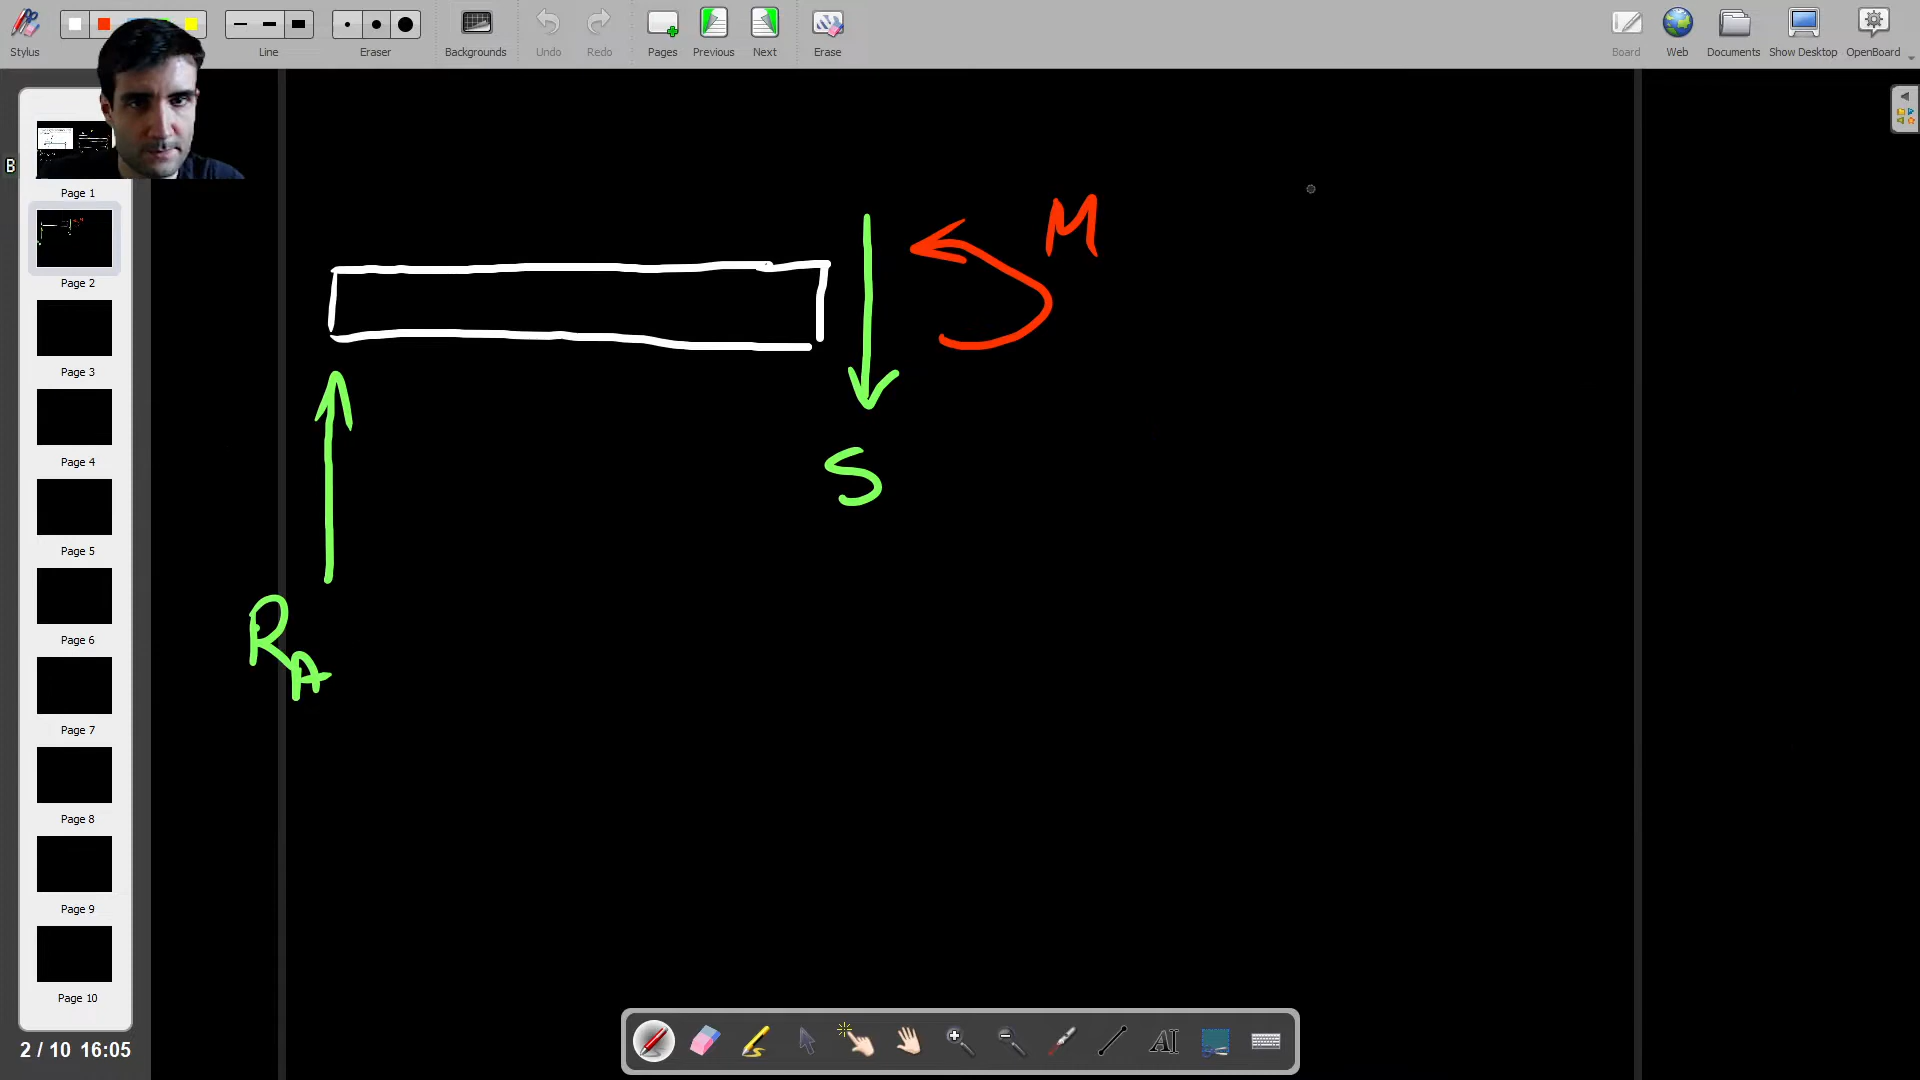 Stylus
Line
Eraser
Backgrounds
Undo
Redo
Pages
Previous
Next
Erase
Board
Web
Documents
Show Desktop
OpenBoard
B
Page 1
Page 2
Page 3
Page 4
Page 5
Page 6
Page 7
Page 8
Page 9
Page 10
2 / 10 16:05
M
S
RA
AI